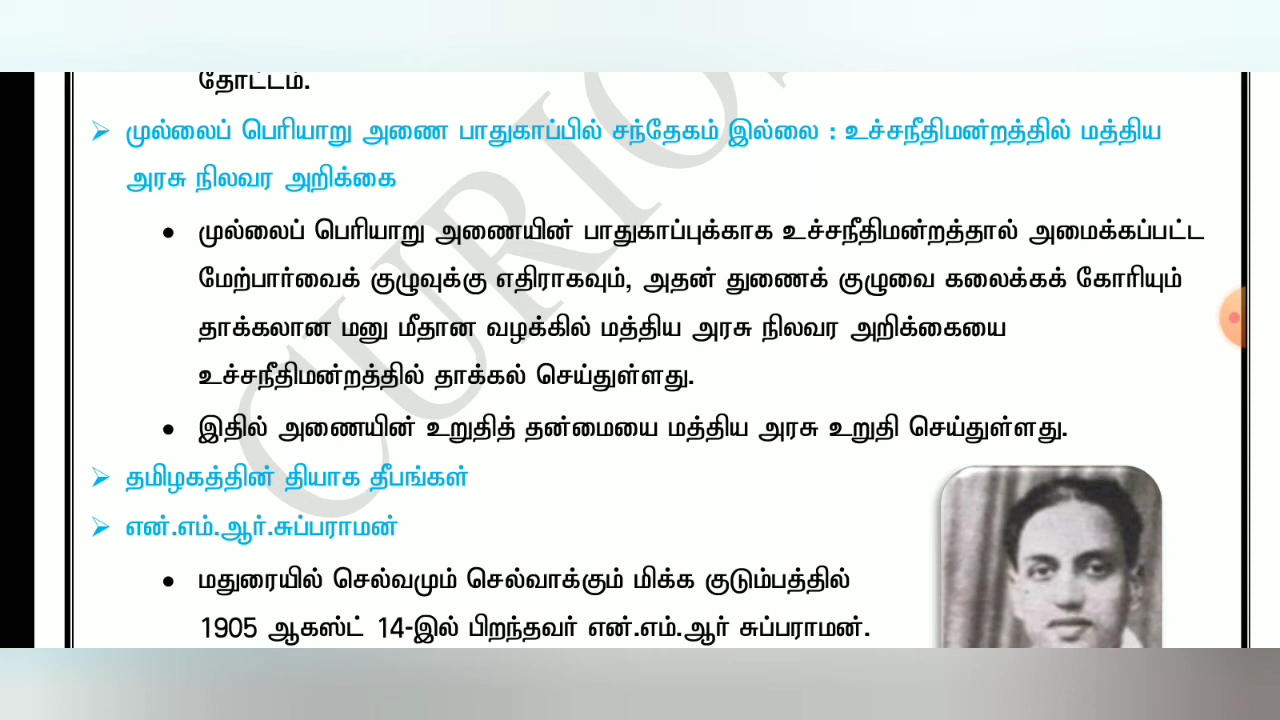 தோட்டம்.
முல்லைப் பெரியாறு அணை பாதுகாப்பில் சந்தேகம் இல்லை : உச்சநீதிமன்றத்தில் மத்திய
அரசு நிலவர அறிக்கை
முல்லைப் பெரியாறு அணையின் பாதுகாப்புக்காக உச்சநீதிமன்றத்தால் அமைக்கப்பட்ட
மேற்பார்வைக் குழுவுக்கு எதிராகவும், அதன் துணைக் குழுவை கலைக்கக் கோரியும்
தாக்கலான மனு மீதான வழக்கில் மத்திய அரசு நிலவர அறிக்கையை
உச்சநீதிமன்றத்தில் தாக்கல் செய்துள்ளது.
இதில் அணையின் உறுதித் தன்மையை மத்திய அரசு உறுதி செய்துள்ளது.
தமிழகத்தின் தியாக தீபங்கள்
என்.எம்.ஆர்.சுப்பராமன்
மதுரையில் செல்வமும் செல்வாக்கும் மிக்க குடும்பத்தில்
1905 ஆகஸ்ட் 14-இல் பிறந்தவர் என்.எம்.ஆர் சுப்பராமன்.